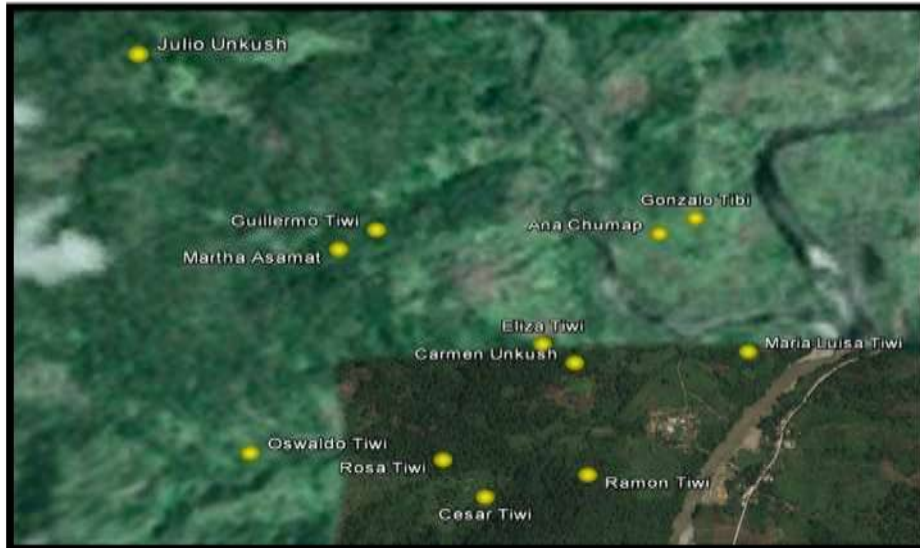 Julio Unkush
Gonzalo Tibi
Guillermo Tiwi
Ana Chumap
Martha Asamat
Eliza Tiwi
Maria Luisa Tiwi
Carmen Unkush
Oswaldo Tiwi
Rosa Tiwi
Ramon Tiwi
Cesar Tiwi